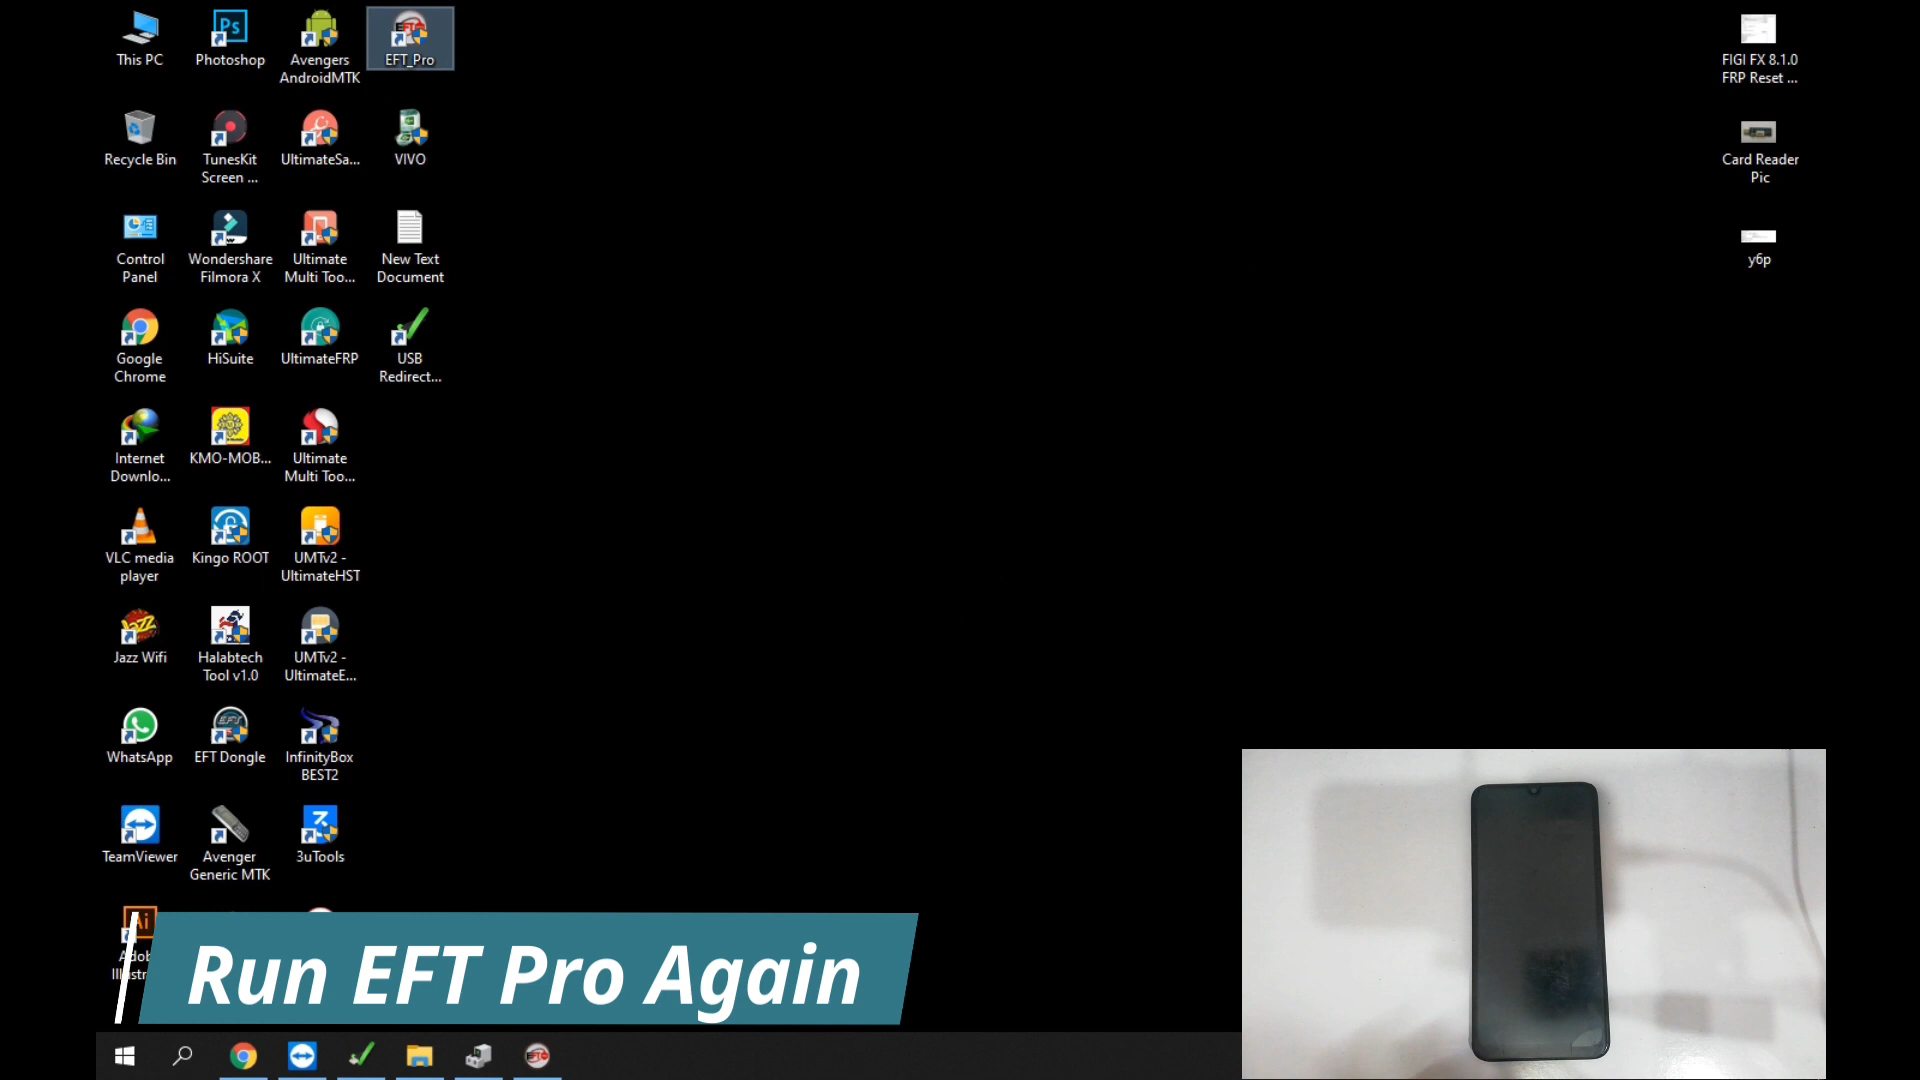 This PC
Photoshop
Avengers
AndroidMTK
EFT_Pro
Recycle Bin
TunesKit
Screen ...
UltimateSa...
VIVO
Control
Panel
Wondershare
Filmora X
Ultimate
Multi Too...
New Text
Document
Google
Chrome
HiSuite
UltimateFRP
USB
Redirect...
Internet
Downlo...
KMO-MOB...
Ultimate
Multi Too...
VLC media
player
Kingo ROOT
UMTv2 -
UltimateHST
Jazz Wifi
Halabtech
Tool v1.0
UMTv2 -
UltimateE...
WhatsApp
EFT Dongle
InfinityBox
BEST2
TeamViewer
Avenger
Generic MTK
3uTools
FIGI FX 8.1.0
FRP Reset ...
Card Reader
Pic
y6p
Run EFT Pro Again